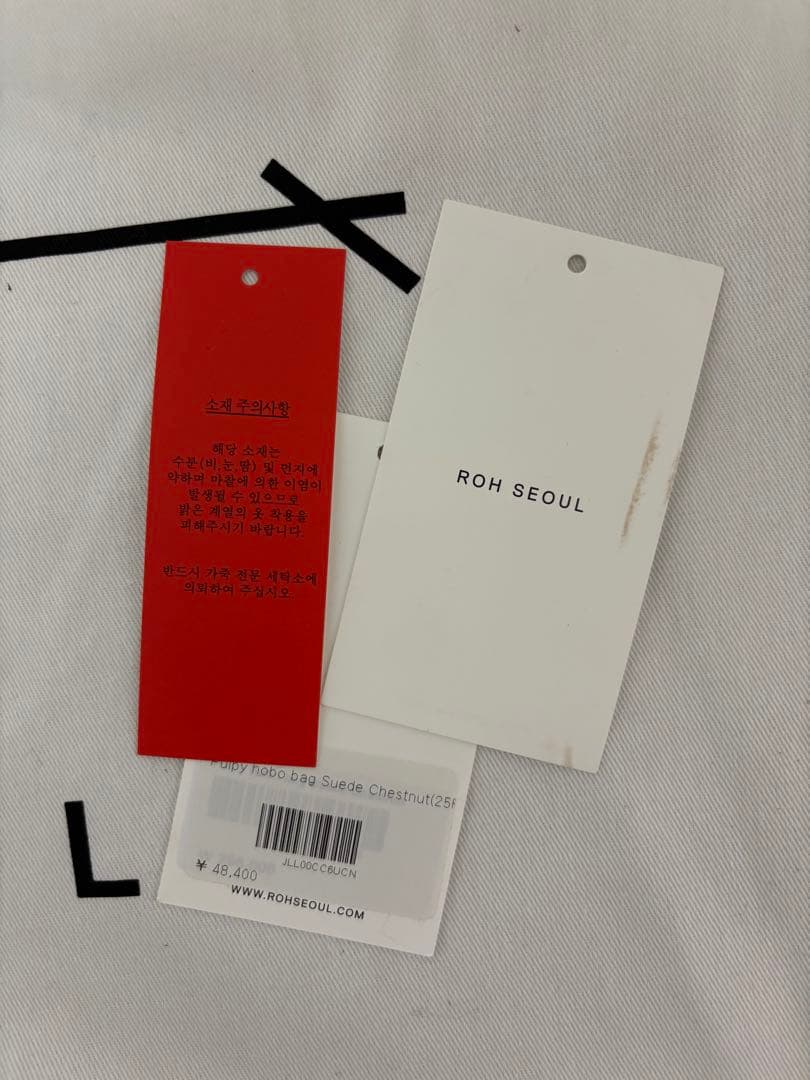 소재 주의사항
해당 소재는
수분(비,눈,땀) 및 먼지에
약하며 마찰에 의한 이염이
발생될 수 있으므로
밝은 계열의 옷 착용을
피해주시기 바랍니다.
반드시 가죽 전문 세탁소에
의뢰하여 주십시오.
ROH SEOUL
Pulpy hobo bag Suede Chestnut(25F
JLL00CC6UCN
¥ 48,400
WWW.ROHSEOUL.COM
L